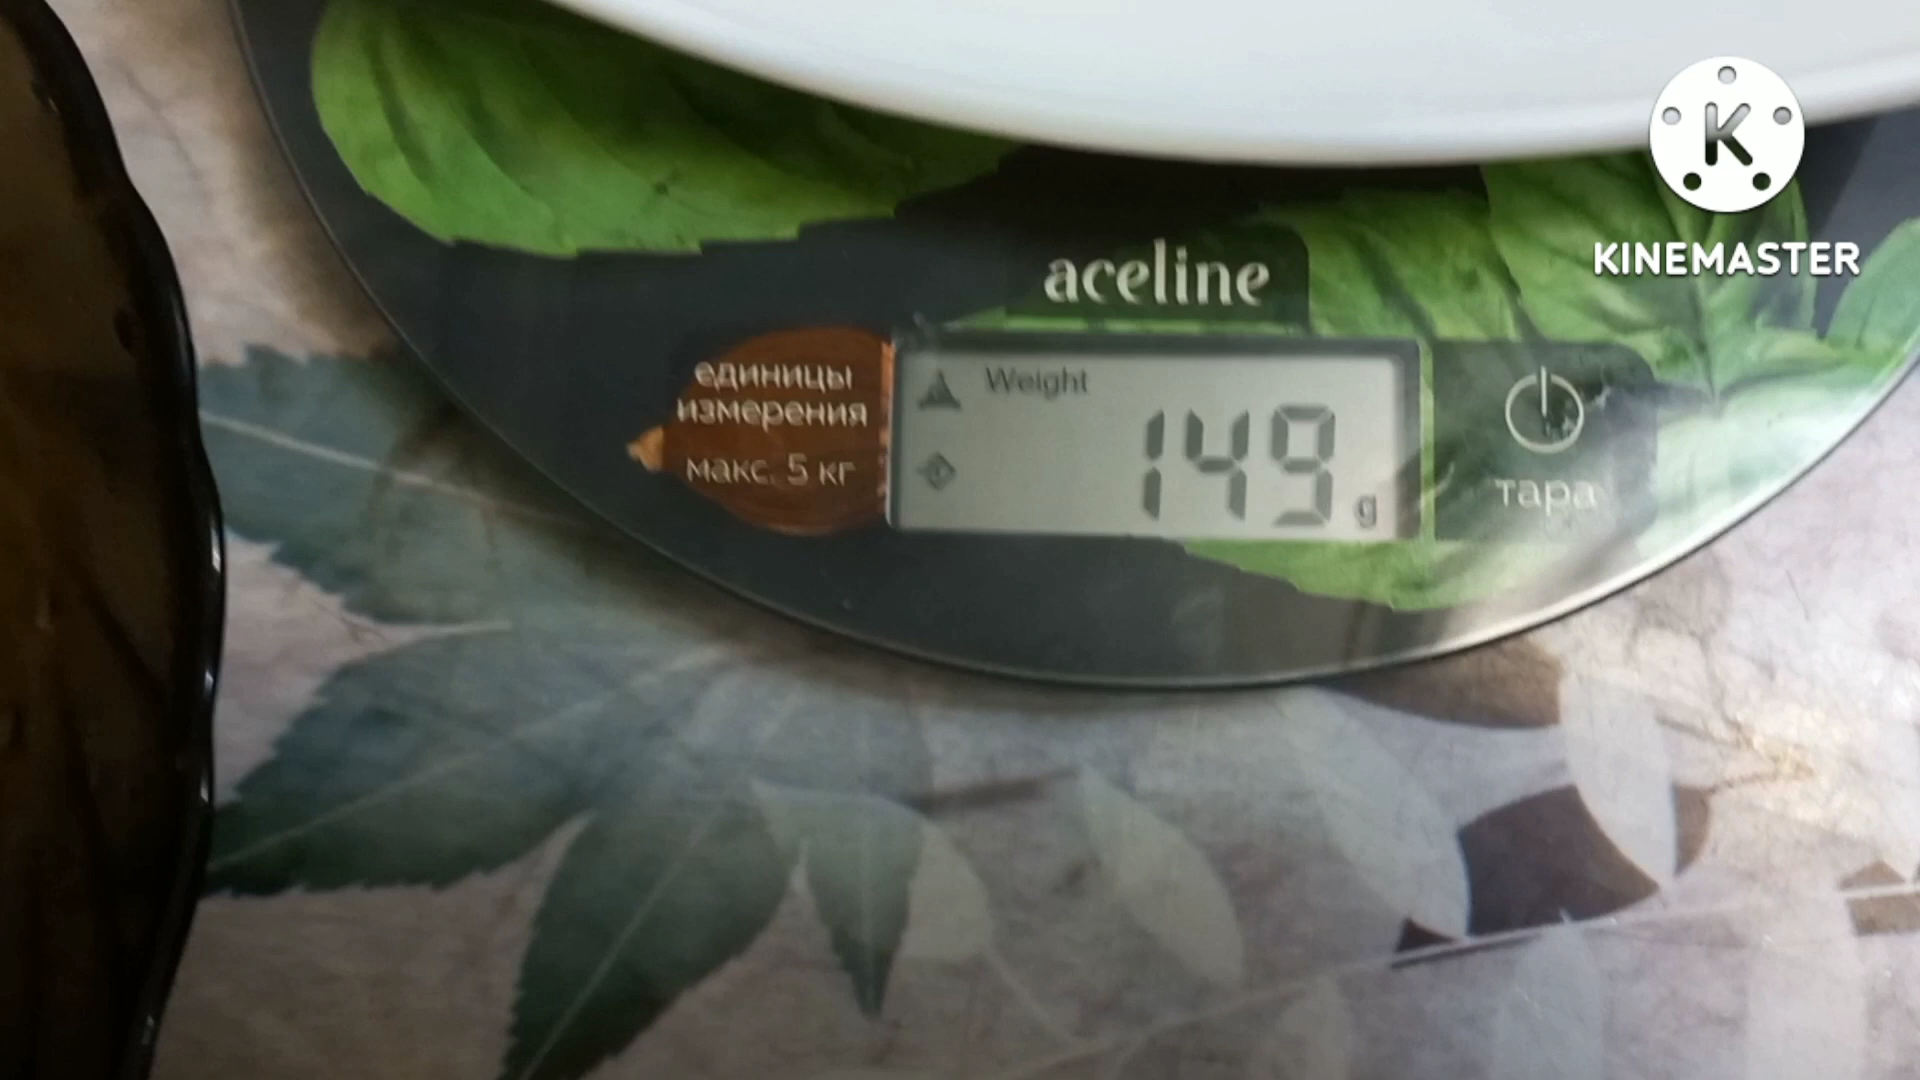 KINEMASTER
aceline
единицы
измерения
макс. 5 кг
Weight
149 g
тара